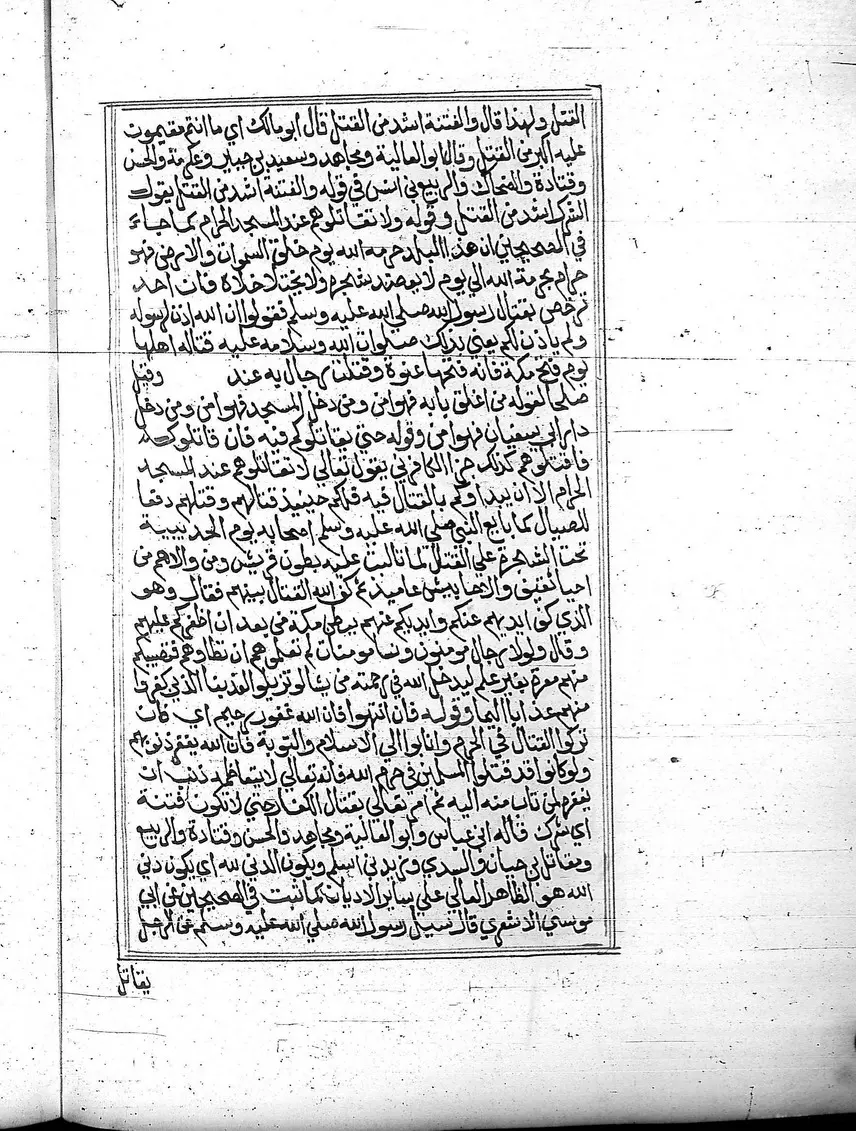 القتل ولهذا قال والفتنة اشد من القتل قال ابو مالك اي ما انتم مقيمون
عليه اكبر من القتل وقال ابو العالية ومجاهد وسعيد بن جبير وعكرمة والحسن
وقتادة والضحاك والربيع بن انس في قوله والفتنة اشد من القتل يقول
الشرك اشد من القتل وقوله ولا تقاتلوهم عند المسجد الحرام كما جاء
في الصحيحين ان هذا البلد حرمه الله يوم خلق السموات والارض فهو
حرام بحرمة الله الي يوم لا يعضد شجره ولا يختلا خلاه فان احد
ترخص بقتال رسول الله صلي الله عليه وسلم فقولوا ان الله اذن لرسوله
ولم ياذن لكم يعني بذلك صلوات الله وسلامه عليه قتاله اهلها
يوم فتح مكة فانه فتحها عنوة وقتلت رجال به عند وقيل
صلحا لقوله من اغلق بابه فهو امن ومن دخل المسجد فهو امن ومن دخل
دار ابي سفيان فهو امن وقوله حتي يقاتلوكم فيه فان قاتلوكم
فاقتلوهم كذلك جزا الكافرين يقول تعالي لا تقاتلوهم عند المسجد
الحرام الا ان يبداوكم بالقتال فيه فلكم حينيذ قتالهم وقتلهم دفعا
للصيال كما بايع النبي صلي الله عليه وسلم اصحابه يوم الحديبية
تحت الشجرة علي القتال لما تالبت عليه بطون قريش ومن والاهم من
احيا ثقيف والاحابيش عاميذ ثم كف الله القتال بينهم فقال وهو
الذي كف ايديهم عنكم وايديكم عنهم ببطن مكة من بعد ان اظفركم عليهم
وقال ولولا رجال مومنون ونسا مومنات لم تعلموهم ان تطاوهم فتصيبكم
منهم معرة بغير علم ليدخل الله في رحمته من يشا لو تزيلوا لعذبنا الذين كفروا
منهم عذابا اليما وقوله فان انتهوا فان الله غفور رحيم اي فان
تركوا القتال في الحرم وانابوا الي الاسلام والتوبة فان الله يغفر ذنوبهم
ولو كانوا قد قتلوا المسلمين في حرم الله فانه تعالي لا يتعاظمه ذنب ان
يغفره لمن تاب منه اليه ثم امر تعالي بقتال الكفار حتي لا تكون فتنة
اي شرك قاله ابن عباس وابو العالية ومجاهد والحسن وقتادة والربيع
ومقاتل بن حيان والسدي وزيد بن اسلم ويكون الدين لله اي يكون دين
الله هو الظاهر العالي علي ساير الاديان كما ثبت في الصحيحين عن ابي
موسي الاشعري قال سيل رسول الله صلي الله عليه وسلم عن الرجل
يقاتل